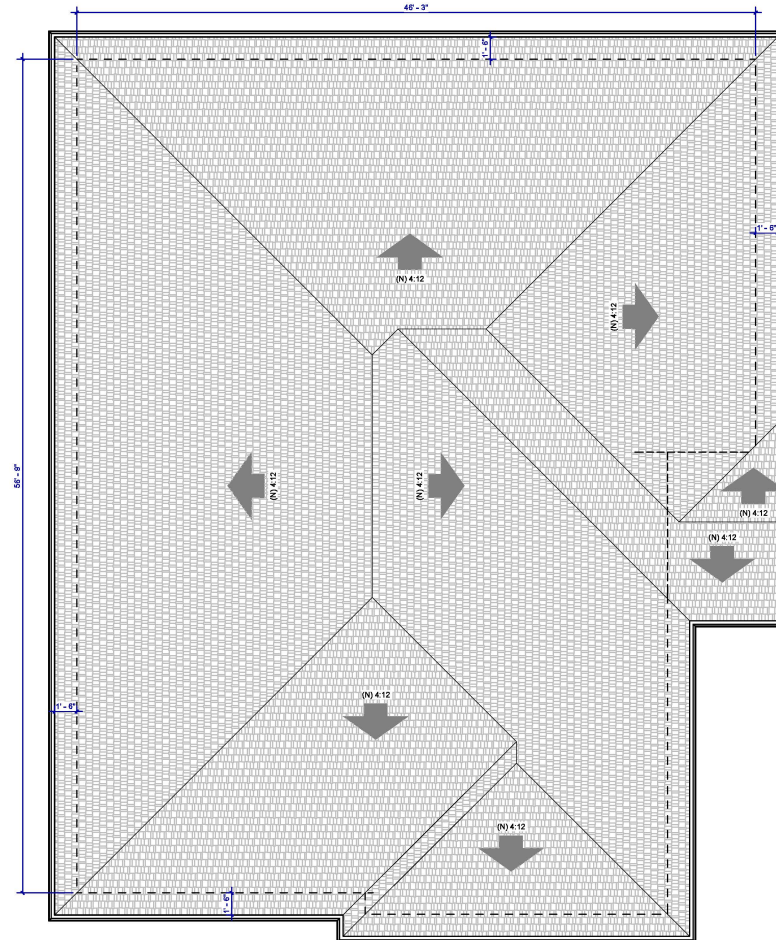 46' - 3"
1' - 6"
(N) 4:12
1' - 6"
(N) 4:12
56' - 9"
(N) 4:12
(N) 4:12
(N) 4:12
(N) 4:12
1' - 6"
(N) 4:12
(N) 4:12
1' - 6"